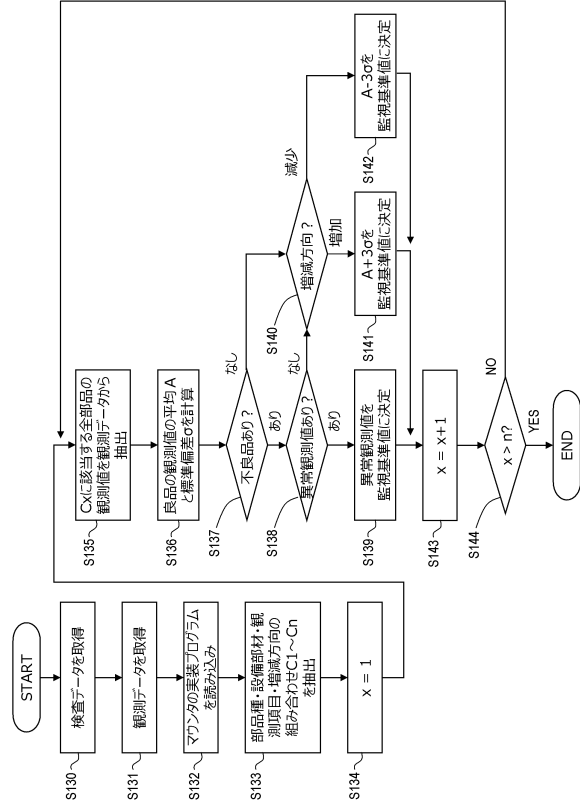 START
S130
検査データを取得
S131
観測データを取得
S132
マウンタの実装プログラム
を読み込み
S133
部品種・設備部材・観
測項目・増減方向の
組み合わせC1~Cn
を抽出
S134
x = 1
S135
Cxに該当する全部品の
観測値を観測データから
抽出
S136
良品の観測値の平均 A
と標準偏差σを計算
S137
不良品あり？
なし
あり
S138
異常観測値あり？
なし
あり
S139
異常観測値を
監視基準値に決定
S140
増減方向？
減少
増加
S141
A+3σを
監視基準値に決定
S142
A-3σを
監視基準値に決定
S143
x = x+1
S144
x > n?
NO
YES
END